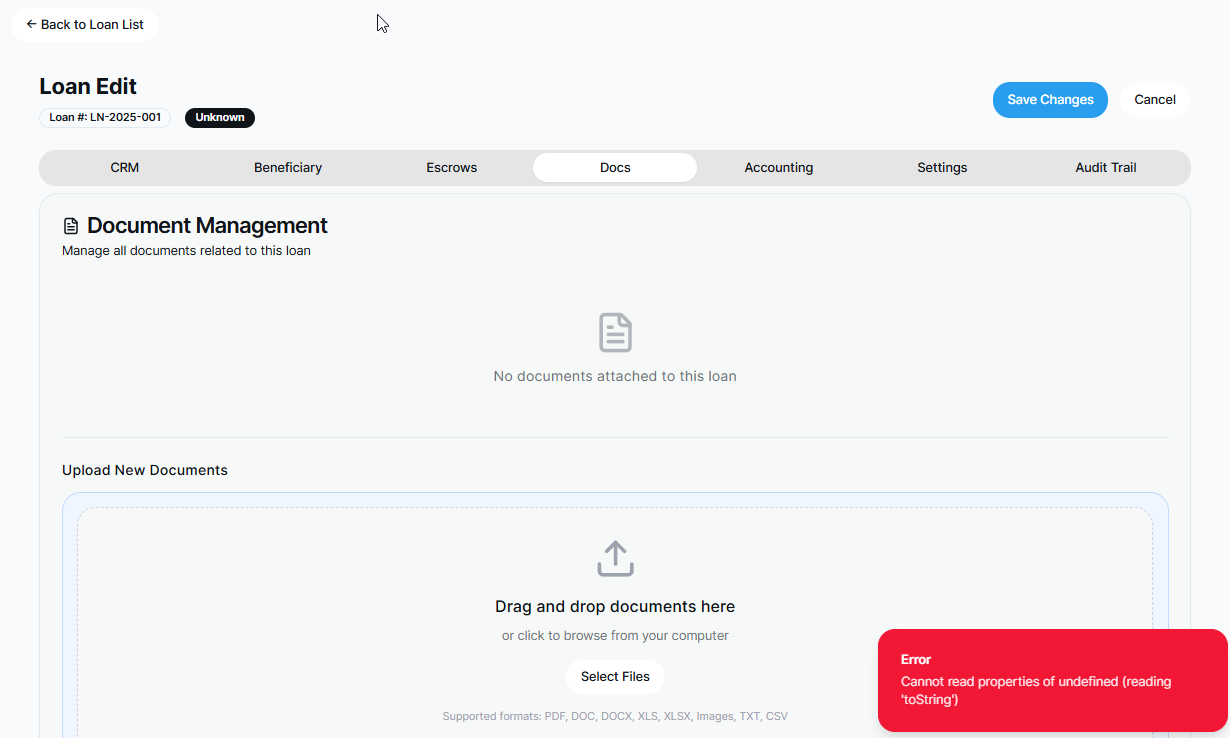 ← Back to Loan List
Loan Edit
Loan #: LN-2025-001
Unknown
Save Changes
Cancel
CRM
Beneficiary
Escrows
Docs
Accounting
Settings
Audit Trail
Document Management
Manage all documents related to this loan
No documents attached to this loan
Upload New Documents
Drag and drop documents here
or click to browse from your computer
Select Files
Supported formats: PDF, DOC, DOCX, XLS, XLSX, Images, TXT, CSV
Error
Cannot read properties of undefined (reading
'toString')